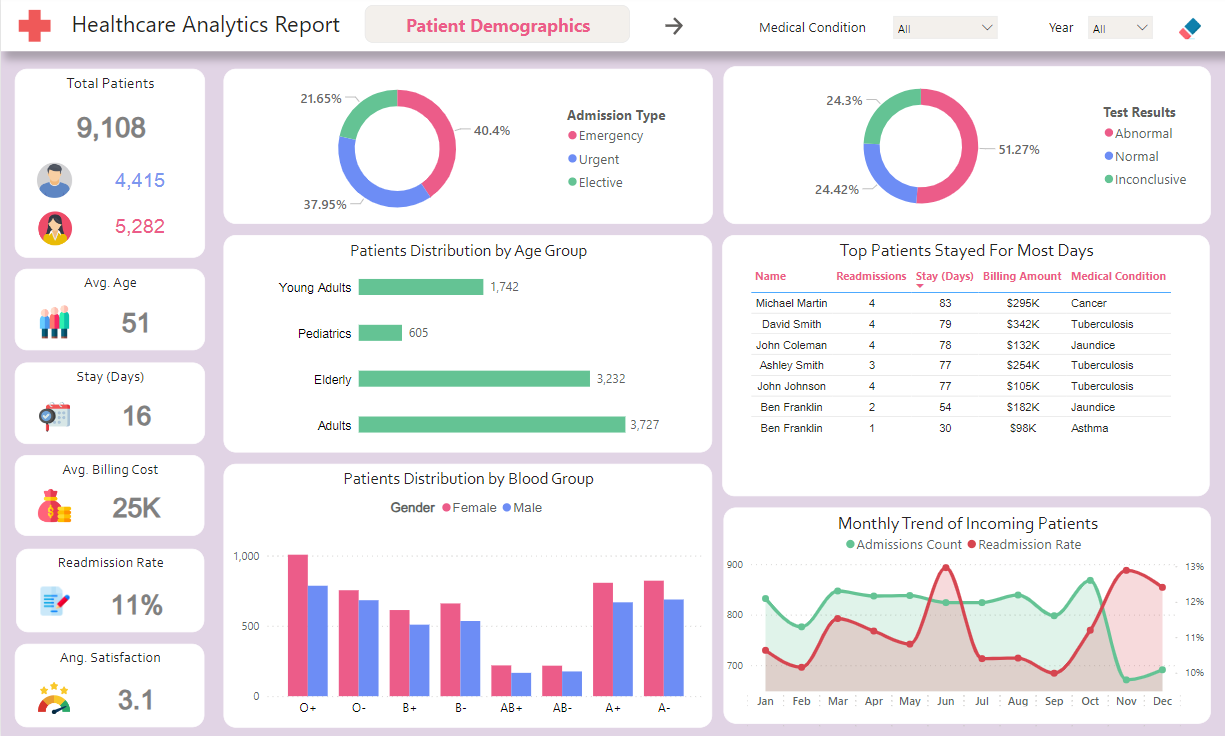 Healthcare Analytics Report
Patient Demographics
Medical Condition
All
Year
All
Total Patients
9,108
4,415
5,282
Avg. Age
51
Stay (Days)
16
Avg. Billing Cost
25K
Readmission Rate
11%
Ang. Satisfaction
3.1
21.65%
40.4%
37.95%
Admission Type
Emergency
Urgent
Elective
24.3%
51.27%
24.42%
Test Results
Abnormal
Normal
Inconclusive
Patients Distribution by Age Group
Young Adults 1,742
Pediatrics 605
Elderly 3,232
Adults 3,727
Top Patients Stayed For Most Days
Name Readmissions Stay (Days) Billing Amount Medical Condition
Michael Martin 4 83 $295K Cancer
David Smith 4 79 $342K Tuberculosis
John Coleman 4 78 $132K Jaundice
Ashley Smith 3 77 $254K Tuberculosis
John Johnson 4 77 $105K Tuberculosis
Ben Franklin 2 54 $182K Jaundice
Ben Franklin 1 30 $98K Asthma
Patients Distribution by Blood Group
Gender Female Male
1,000
500
0
O+ O- B+ B- AB+ AB- A+ A-
Monthly Trend of Incoming Patients
Admissions Count Readmission Rate
900
800
700
13%
12%
11%
10%
Jan Feb Mar Apr May Jun Jul Aug Sep Oct Nov Dec